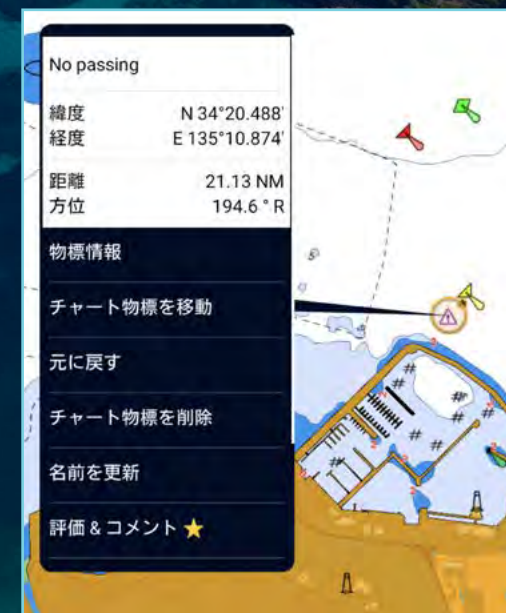 No passing
緯度 N 34°20.488'
経度 E 135°10.874'
距離 21.13 NM
方位 194.6 ° R
物標情報
チャート物標を移動
元に戻す
チャート物標を削除
名前を更新
評価 & コメント ⭐